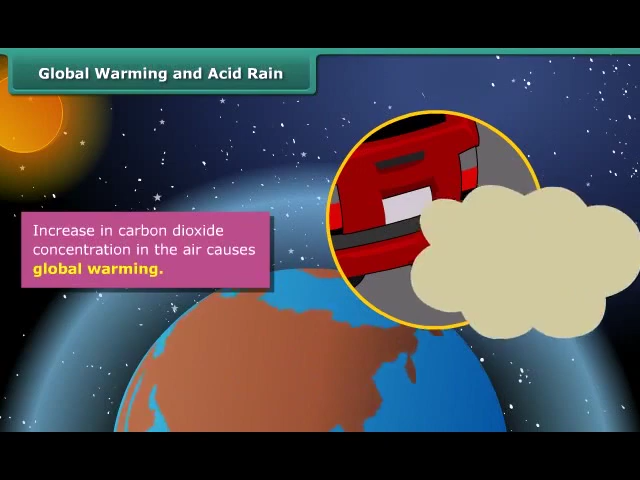 Global Warming and Acid Rain
Increase in carbon dioxide
concentration in the air causes
global warming.